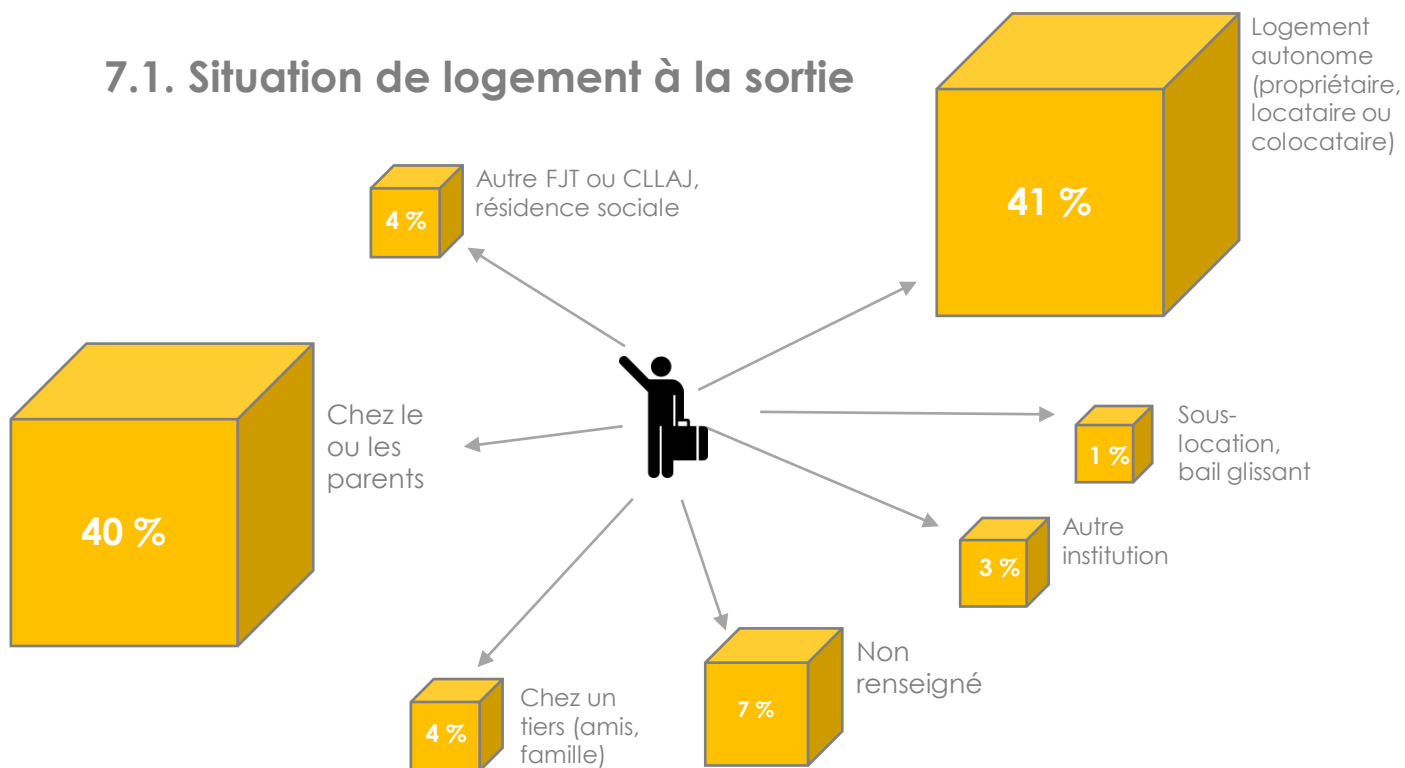 7.1. Situation de logement à la sortie
Logement
autonome
(propriétaire,
locataire ou
colocataire)
41 %
Autre FJT ou CLLAJ,
résidence sociale
4 %
Chez le
ou les
parents
40 %
Sous-
location,
bail glissant
1 %
Autre
institution
3 %
Non
renseigné
7 %
Chez un
tiers (amis,
famille)
4 %